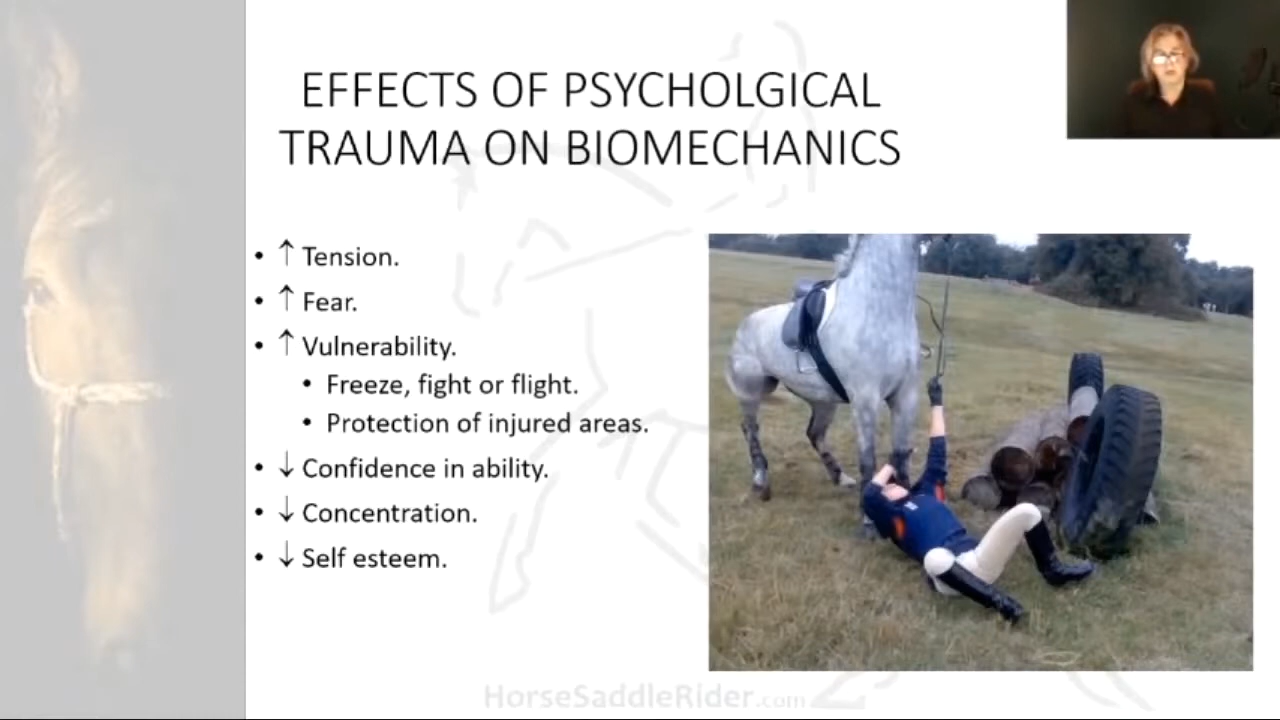 EFFECTS OF PSYCHOLGICAL
TRAUMA ON BIOMECHANICS
• ↑ Tension.
• ↑ Fear.
• ↑ Vulnerability.
• Freeze, fight or flight.
• Protection of injured areas.
• ↓ Confidence in ability.
• ↓ Concentration.
• ↓ Self esteem.
HorseSaddleRider.com